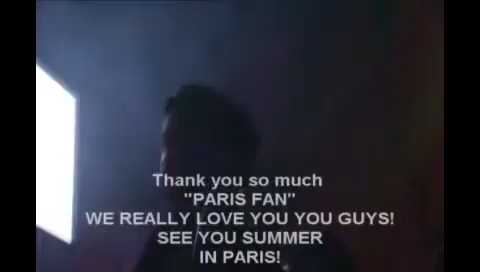 Thank you so much
"PARIS FAN"
WE REALLY LOVE YOU YOU GUYS!
SEE YOU SUMMER
IN PARIS!